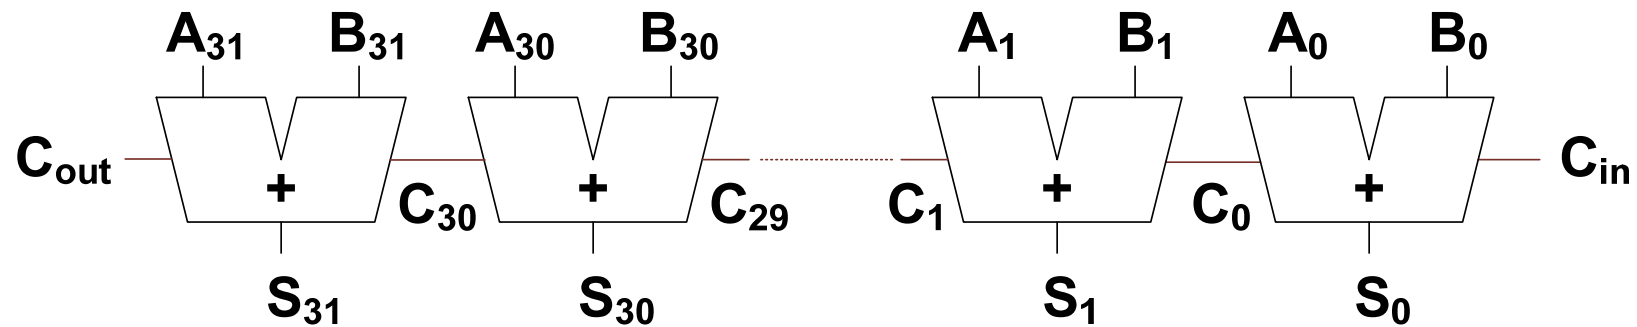 A31 B31 A30 B30 A1 B1 A0 B0
Cout + C30 + C29 C1 + C0 + Cin
S31 S30 S1 S0